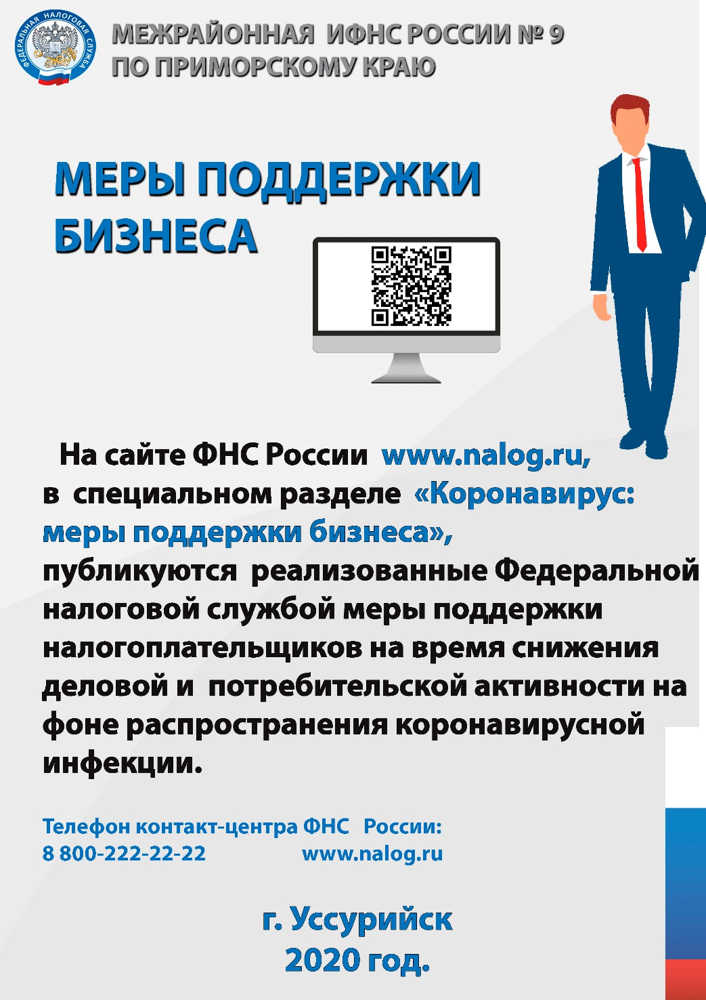 ФЕДЕРАЛЬНАЯ НАЛОГОВАЯ СЛУЖБА
МЕЖРАЙОННАЯ ИФНС РОССИИ № 9
ПО ПРИМОРСКОМУ КРАЮ
МЕРЫ ПОДДЕРЖКИ
БИЗНЕСА
На сайте ФНС России www.nalog.ru,
в специальном разделе «Коронавирус:
меры поддержки бизнеса»,
публикуются реализованные Федеральной
налоговой службой меры поддержки
налогоплательщиков на время снижения
деловой и потребительской активности на
фоне распространения коронавирусной
инфекции.
Телефон контакт-центра ФНС России:
8 800-222-22-22 www.nalog.ru
г. Уссурийск
2020 год.